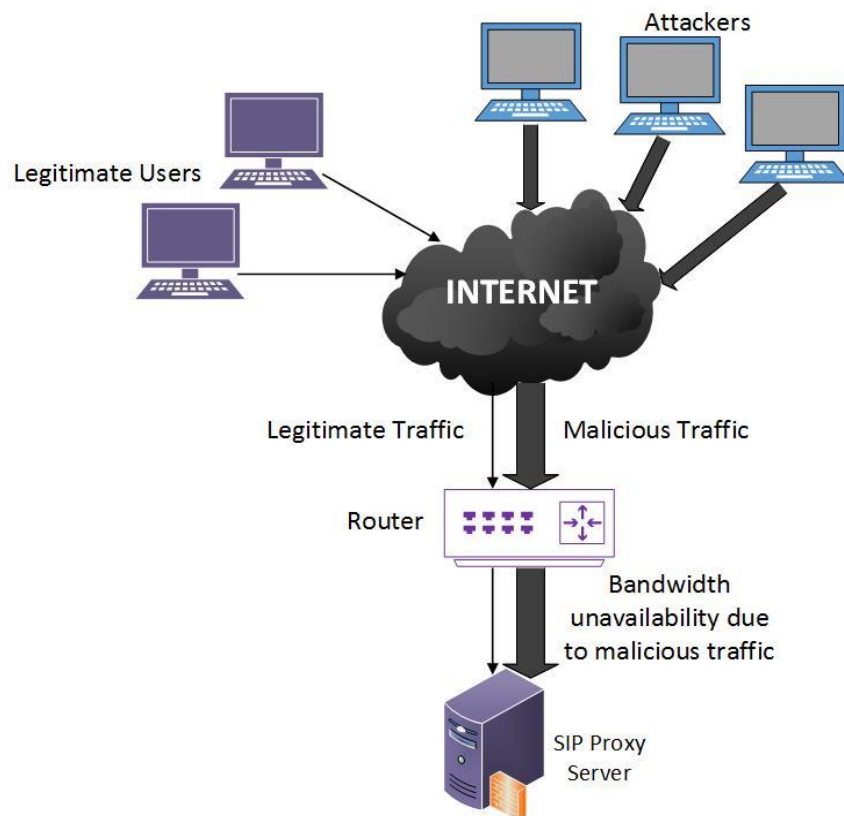 Attackers
Legitimate Users
INTERNET
Legitimate Traffic
Malicious Traffic
Router
Bandwidth
unavailability due
to malicious traffic
SIP Proxy
Server